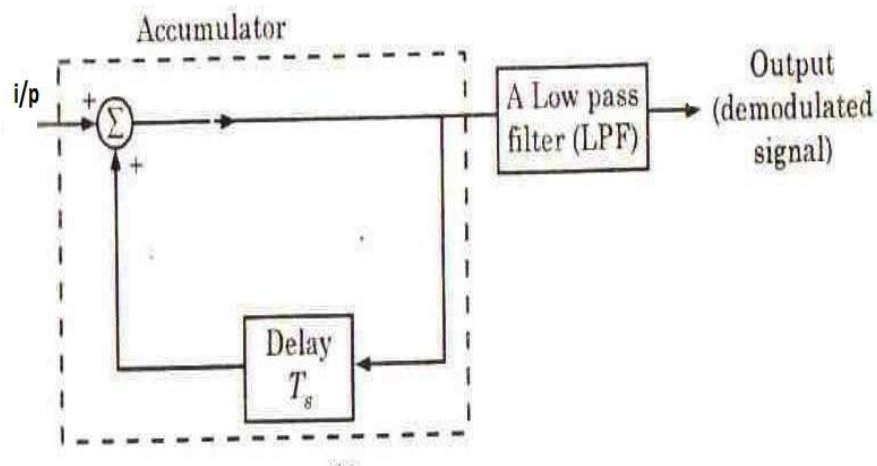 Accumulator
i/p
+
Σ
+
A Low pass
filter (LPF)
Output
(demodulated
signal)
Delay
Ts